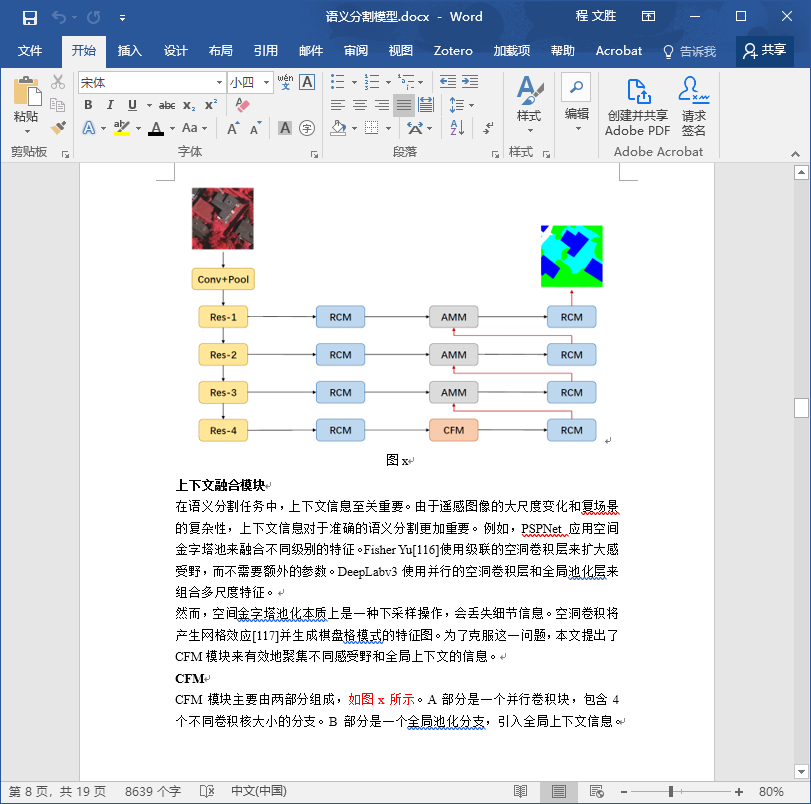 语义分割模型.docx - Word
程 文胜
文件 开始 插入 设计 布局 引用 邮件 审阅 视图 Zotero 加载项 帮助 Acrobat 告诉我 共享
粘贴
剪贴板
宋体 小四 wén 文 A
B I U abc x₂ x²
A ab A Aa A A A 字
字体
段落
样式
样式
编辑
创建并共享 Adobe PDF
请求 签名
Adobe Acrobat
Conv+Pool
Res-1 RCM AMM RCM
Res-2 RCM AMM RCM
Res-3 RCM AMM RCM
Res-4 RCM CFM RCM
图 x
上下文融合模块
在语义分割任务中，上下文信息至关重要。由于遥感图像的大尺度变化和复场景
的复杂性，上下文信息对于准确的语义分割更加重要。例如，PSPNet 应用空间
金字塔池来融合不同级别的特征。Fisher Yu[116]使用级联的空洞卷积层来扩大感
受野，而不需要额外的参数。DeepLabv3 使用并行的空洞卷积层和全局池化层来
组合多尺度特征。
然而，空间金字塔池化本质上是一种下采样操作，会丢失细节信息。空洞卷积将
产生网格效应[117]并生成棋盘格模式的特征图。为了克服这一问题，本文提出了
CFM 模块来有效地聚集不同感受野和全局上下文的信息。
CFM
CFM 模块主要由两部分组成，如图 x 所示。A 部分是一个并行卷积块，包含 4
个不同卷积核大小的分支。B 部分是一个全局池化分支，引入全局上下文信息。
第 8 页，共 19 页 8639 个字 中文(中国) 80%